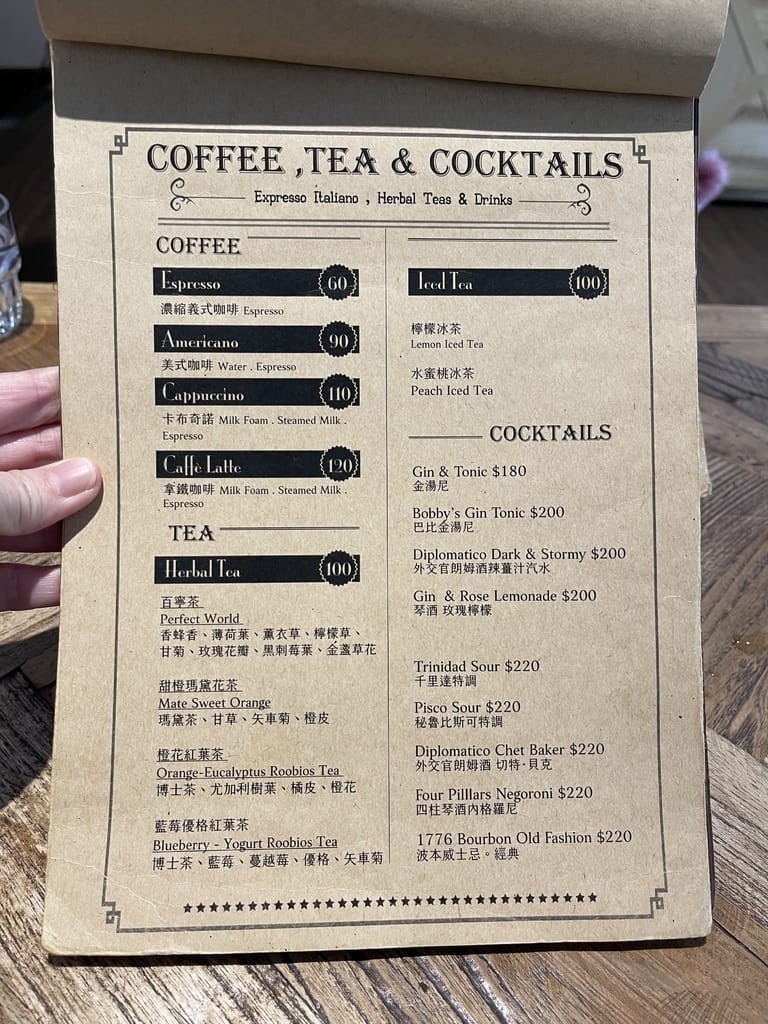 COFFEE ,TEA & COCKTAILS
Expresso Italiano , Herbal Teas & Drinks
COFFEE
Espresso 60
濃縮義式咖啡 Espresso
Americano 90
美式咖啡 Water . Espresso
Cappuccino 110
卡布奇諾 Milk Foam . Steamed Milk .
Espresso
Caffè Latte 120
拿鐵咖啡 Milk Foam . Steamed Milk .
Espresso
TEA
Herbal Tea 100
百寧茶
Perfect World
香蜂香、薄荷葉、薰衣草、檸檬草、
甘菊、玫瑰花瓣、黑刺莓葉、金盞草花
甜橙瑪黛花茶
Mate Sweet Orange
瑪黛茶、甘草、矢車菊、橙皮
橙花紅葉茶
Orange-Eucalyptus Roobios Tea
博士茶、尤加利樹葉、橘皮、橙花
藍莓優格紅葉茶
Blueberry - Yogurt Roobios Tea
博士茶、藍莓、蔓越莓、優格、矢車菊
Iced Tea 100
檸檬冰茶
Lemon Iced Tea
水蜜桃冰茶
Peach Iced Tea
COCKTAILS
Gin & Tonic $180
金湯尼
Bobby's Gin Tonic $200
巴比金湯尼
Diplomatico Dark & Stormy $200
外交官朗姆酒辣薑汁汽水
Gin & Rose Lemonade $200
琴酒 玫瑰檸檬
Trinidad Sour $220
千里達特調
Pisco Sour $220
秘魯比斯可特調
Diplomatico Chet Baker $220
外交官朗姆酒 切特·貝克
Four Pilllars Negoroni $220
四柱琴酒內格羅尼
1776 Bourbon Old Fashion $220
波本威士忌。經典